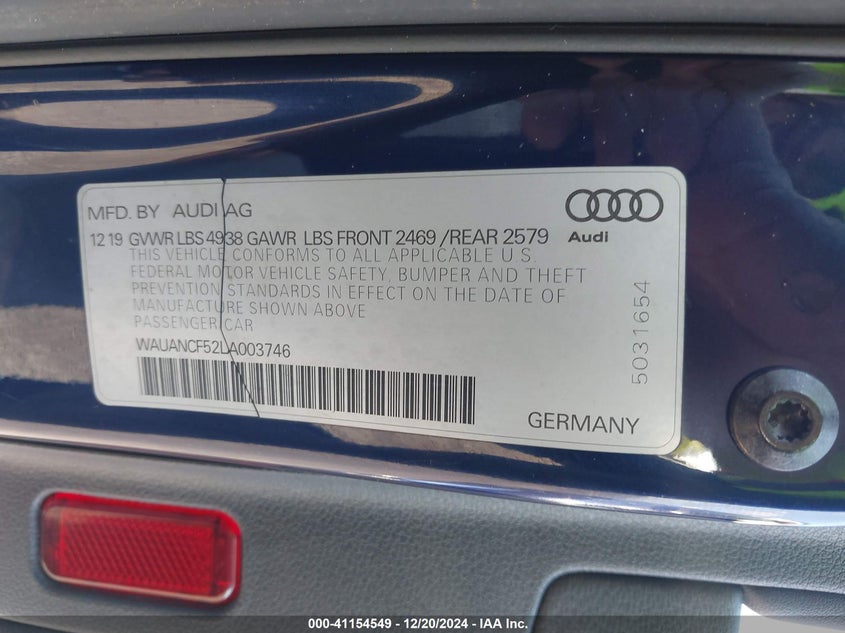 MFD. BY AUDI AG
Audi
12 19 GVWR LBS 4938 GAWR LBS FRONT 2469 /REAR 2579
THIS VEHICLE CONFORMS TO ALL APPLICABLE U.S.
FEDERAL MOTOR VEHICLE SAFETY, BUMPER AND THEFT
PREVENTION STANDARDS IN EFFECT ON THE DATE OF
MANUFACTURE SHOWN ABOVE
PASSENGER CAR
WAUANCF52LA003746
5031654
GERMANY
000-41154549 - 12/20/2024 - IAA Inc.